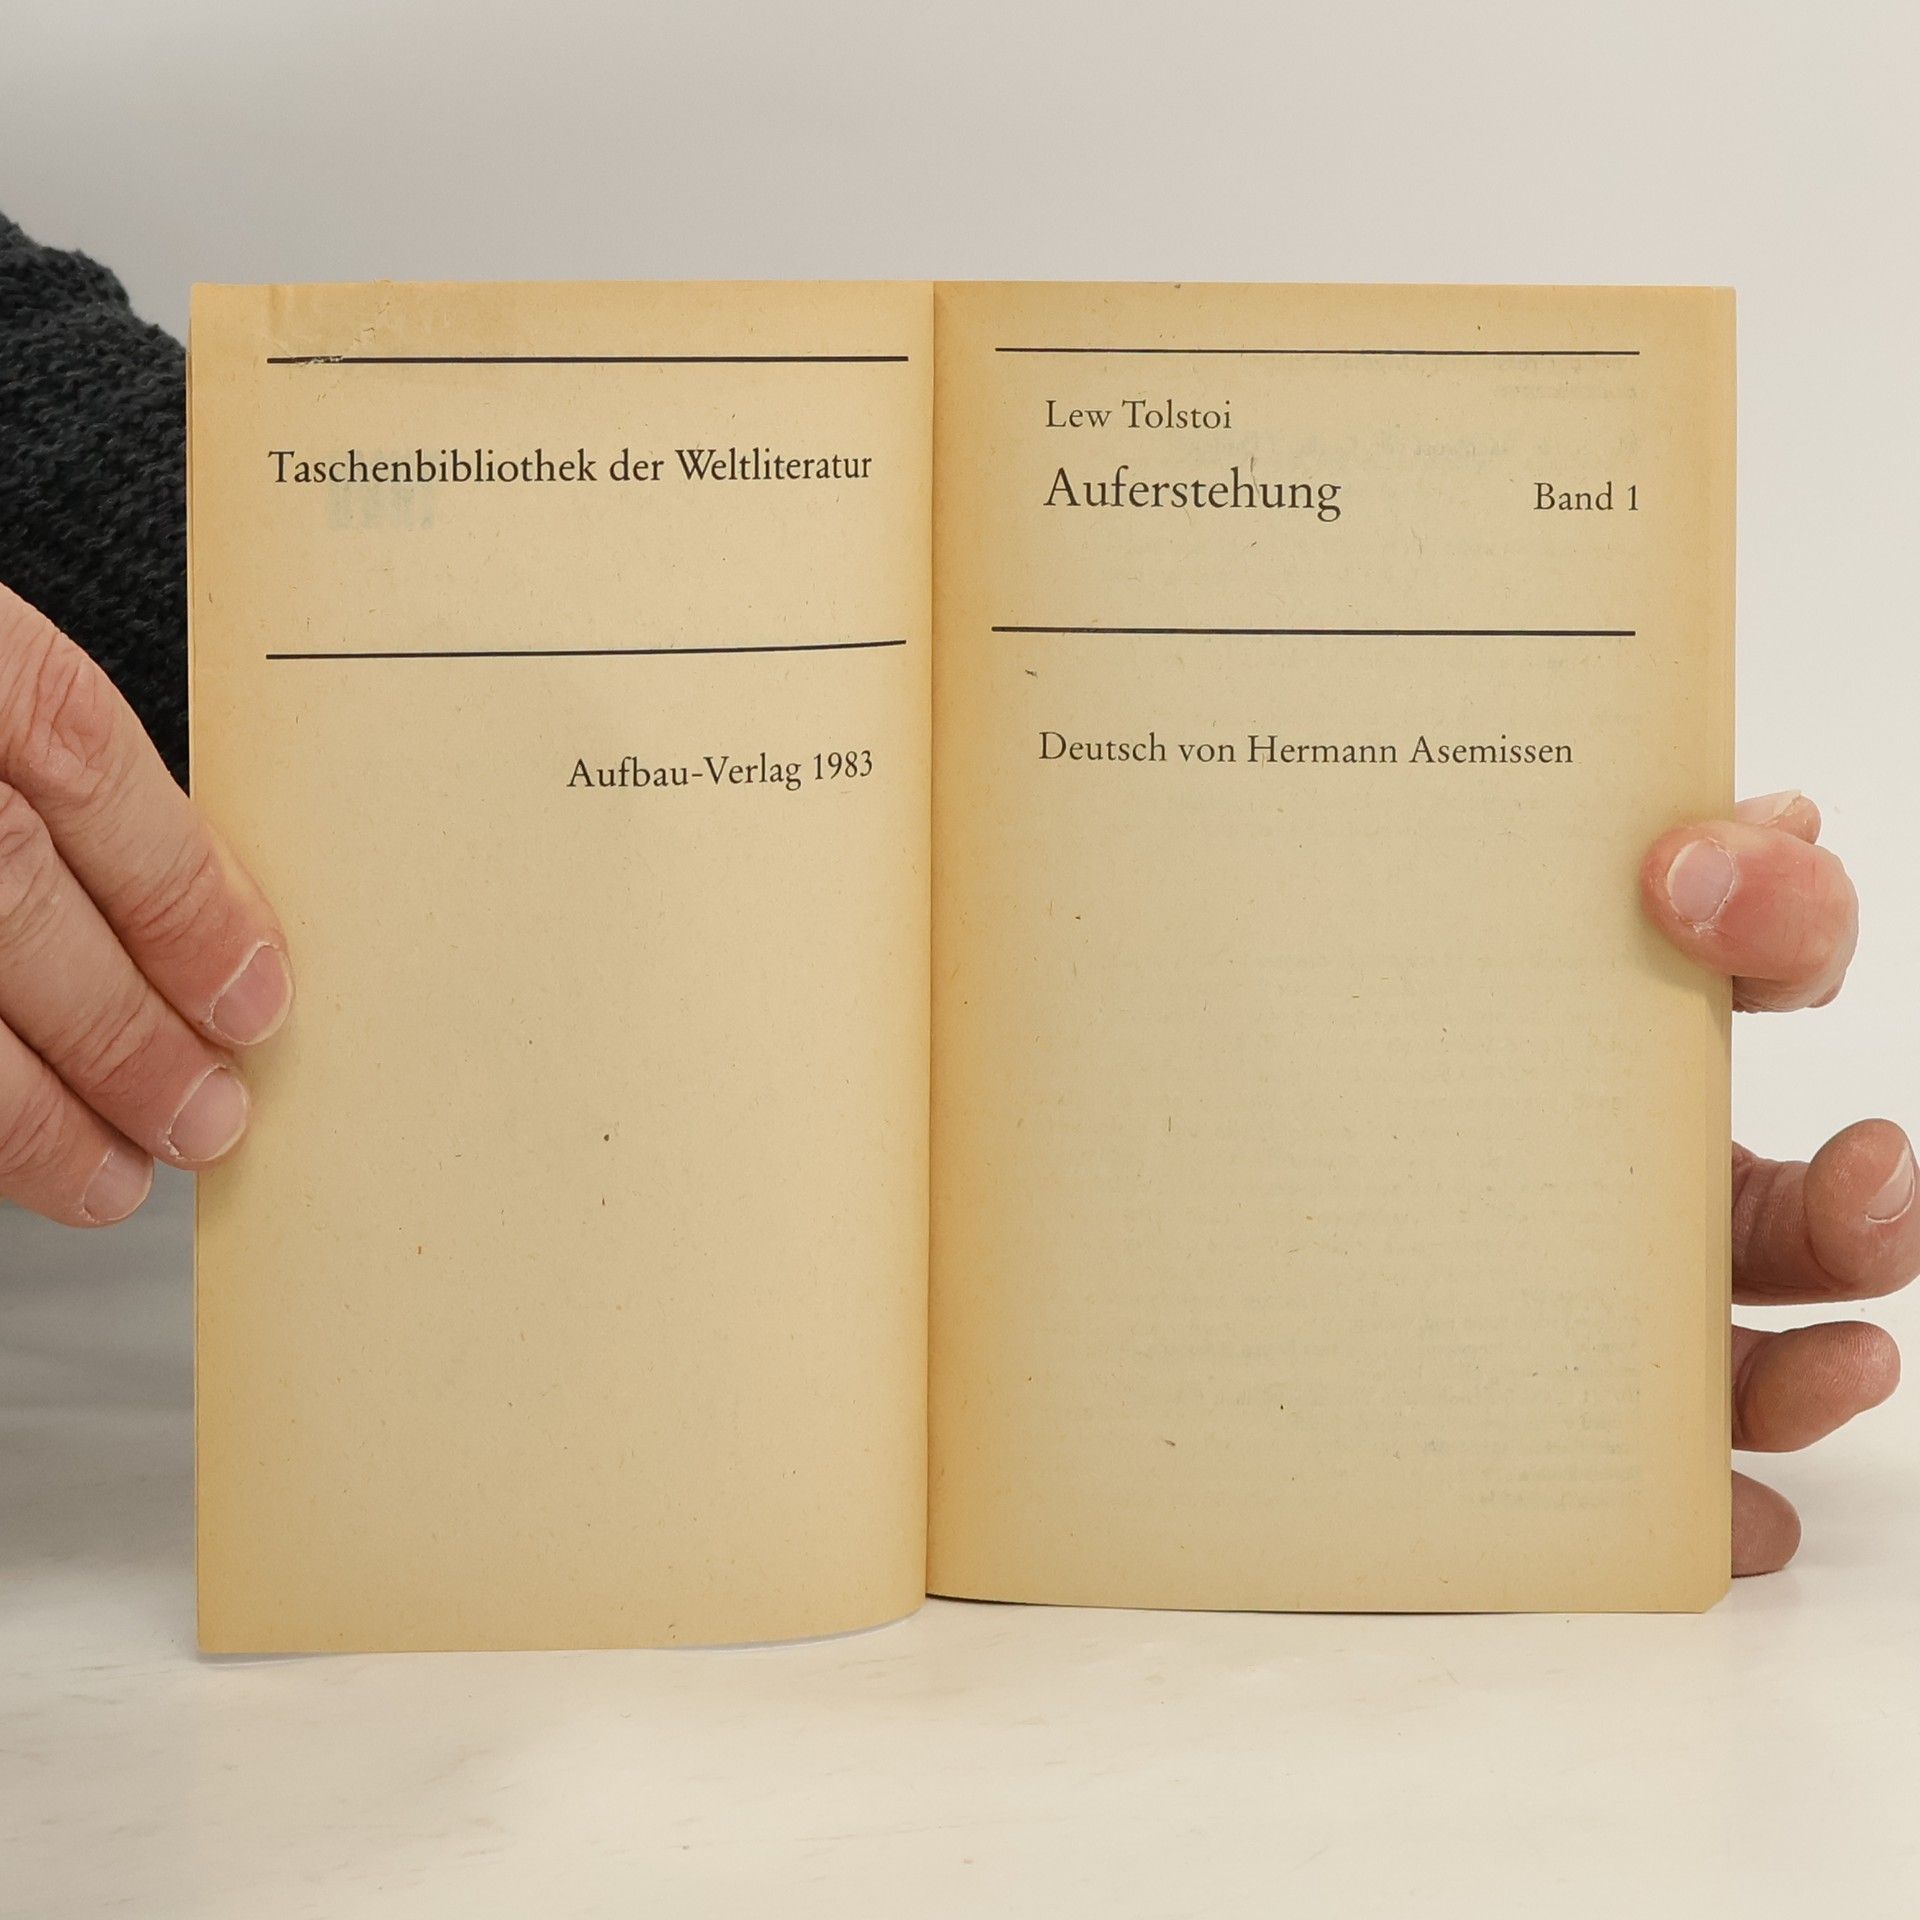 Taschenbibliothek der Weltliteratur
Aufbau-Verlag 1983
Lew Tolstoi
Auferstehung Band 1
Deutsch von Hermann Asemissen